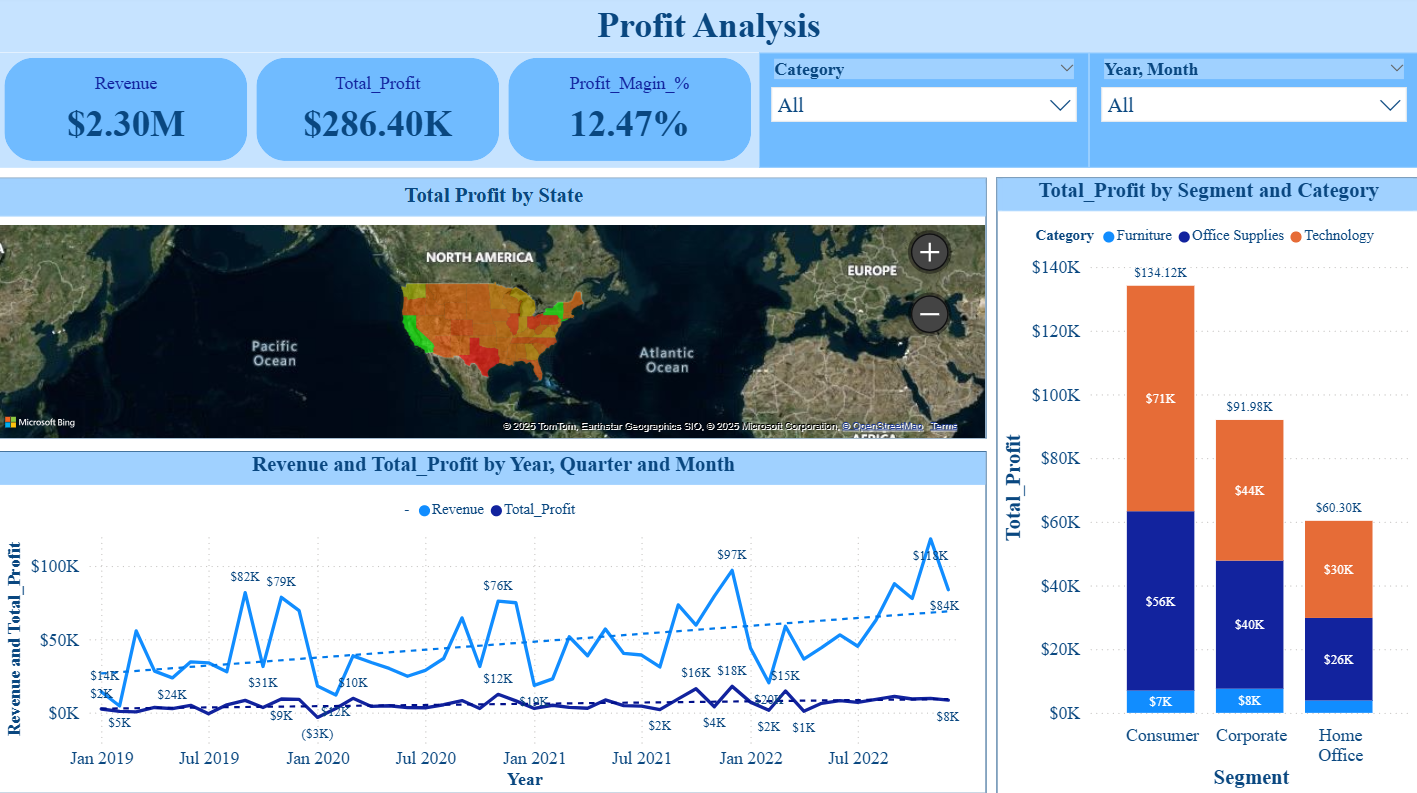 Profit Analysis
Revenue
$2.30M
Total_Profit
$286.40K
Profit_Magin_%
12.47%
Category
All
Year, Month
All
Total Profit by State
NORTH AMERICA
EUROPE
Pacific
Ocean
Atlantic
Ocean
Microsoft Bing
© 2025 TomTom, Earthstar Geographics SIO, © 2025 Microsoft Corporation, © OpenStreetMap Terms
AFRICA
Revenue and Total_Profit by Year, Quarter and Month
- Revenue Total_Profit
Revenue and Total_Profit
$100K
$50K
$0K
$14K
$2K
$5K
$24K
$82K
$31K
$79K
$9K
($3K)
$12K
$10K
$76K
$12K
$19K
$2K
$16K
$4K
$97K
$18K
$20K
$2K
$15K
$1K
$118K
$84K
$8K
Jan 2019
Jul 2019
Jan 2020
Jul 2020
Jan 2021
Jul 2021
Jan 2022
Jul 2022
Year
Total_Profit by Segment and Category
Category Furniture Office Supplies Technology
Total_Profit
$140K
$120K
$100K
$80K
$60K
$40K
$20K
$0K
$134.12K
$71K
$56K
$7K
$91.98K
$44K
$40K
$8K
$60.30K
$30K
$26K
Consumer
Corporate
Home
Office
Segment